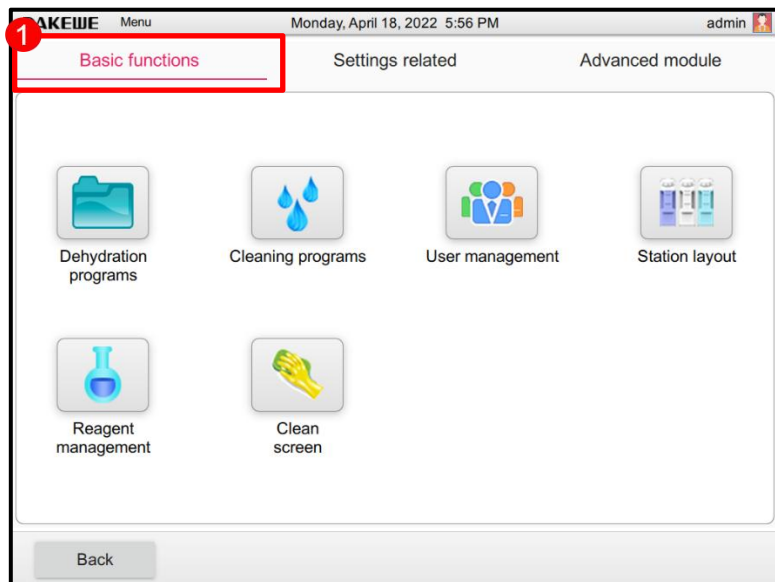 1
AKEWE Menu Monday, April 18, 2022 5:56 PM admin
Basic functions Settings related Advanced module
Dehydration
programs
Cleaning programs
User management
Station layout
Reagent
management
Clean
screen
Back